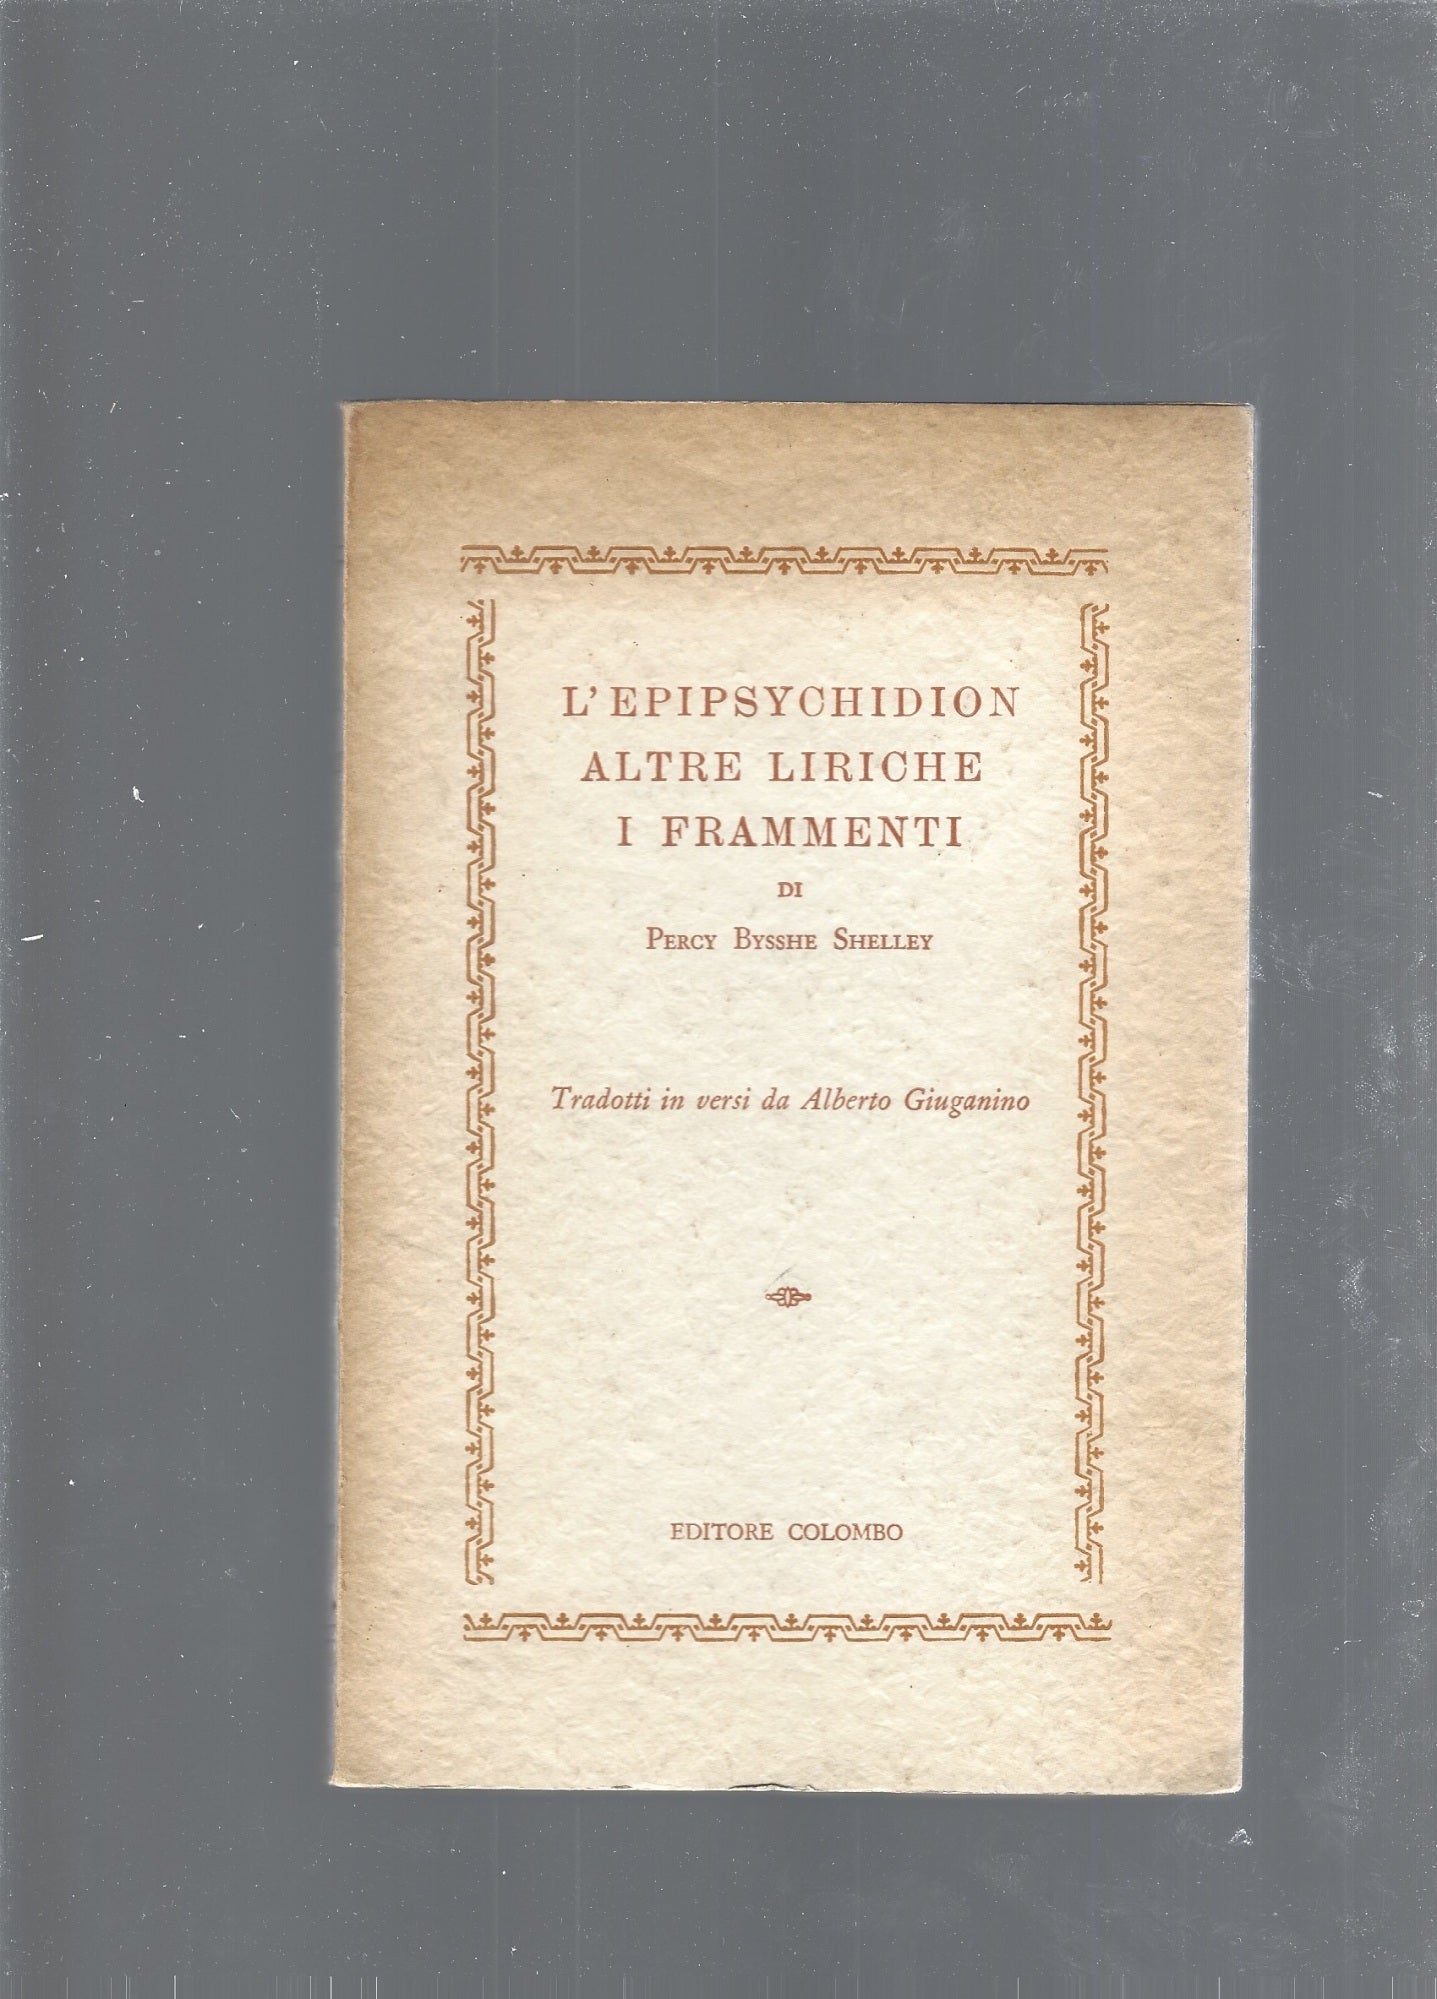 L'EPIPSYCHIDION
ALTRE LIRICHE
I FRAMMENTI
DI
PERCY BYSSHE SHELLEY
Tradotti in versi da Alberto Giuganino
EDITORE COLOMBO